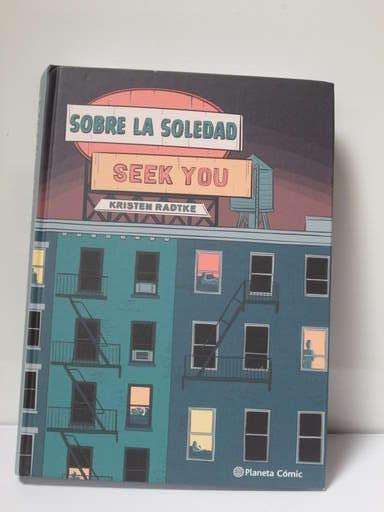 SOBRE LA SOLEDAD
SEEK YOU
KRISTEN RADTKE
Planeta Cómic